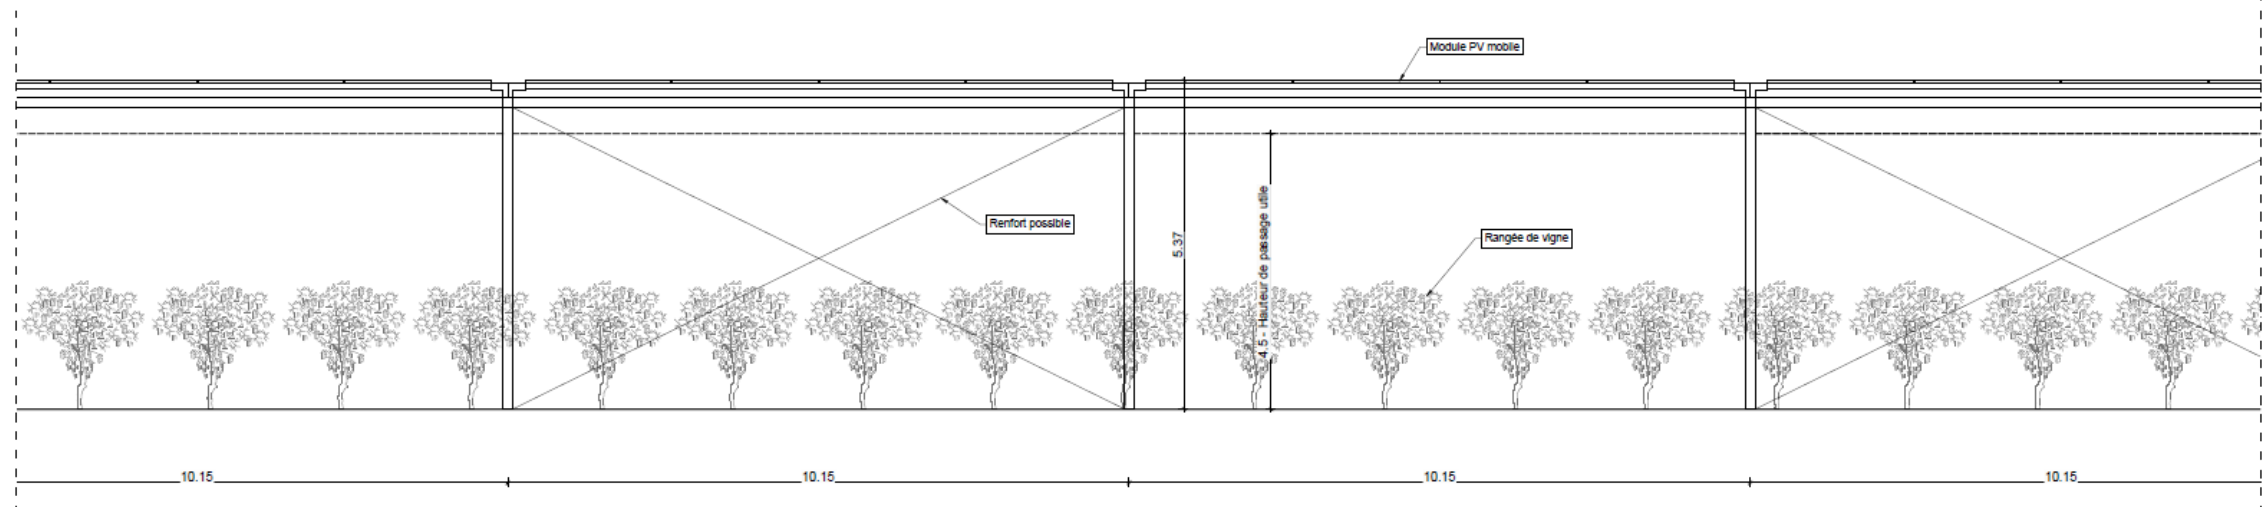 Module PV mobile
Renfort possible
5.37
4.5 - Hauteur de passage utile
Rangée de vigne
10.15
10.15
10.15
10.15